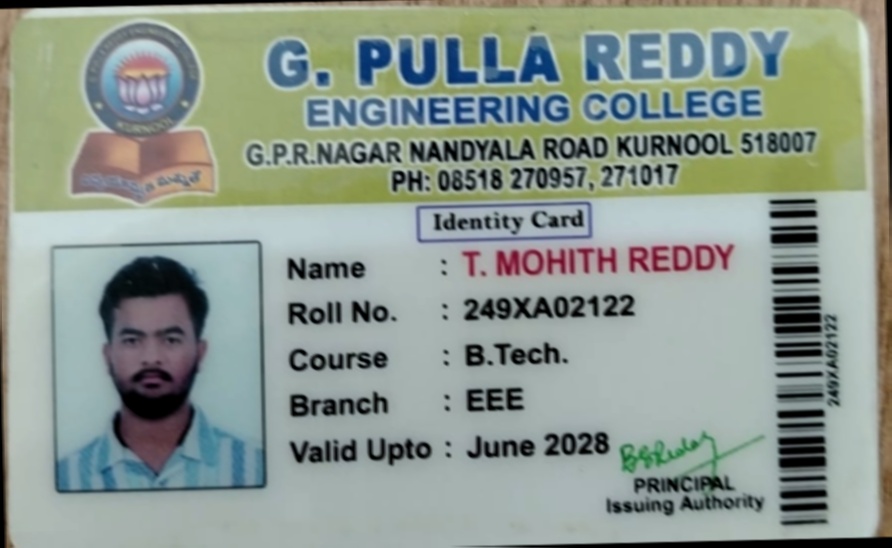 G. PULLA REDDY
ENGINEERING COLLEGE
G.P.R.NAGAR NANDYALA ROAD KURNOOL 518007
PH: 08518 270957, 271017
KURNOOL
Identity Card
Name : T. MOHITH REDDY
Roll No. : 249XA02122
Course : B.Tech.
Branch : EEE
Valid Upto : June 2028
PRINCIPAL
Issuing Authority
249XA02122